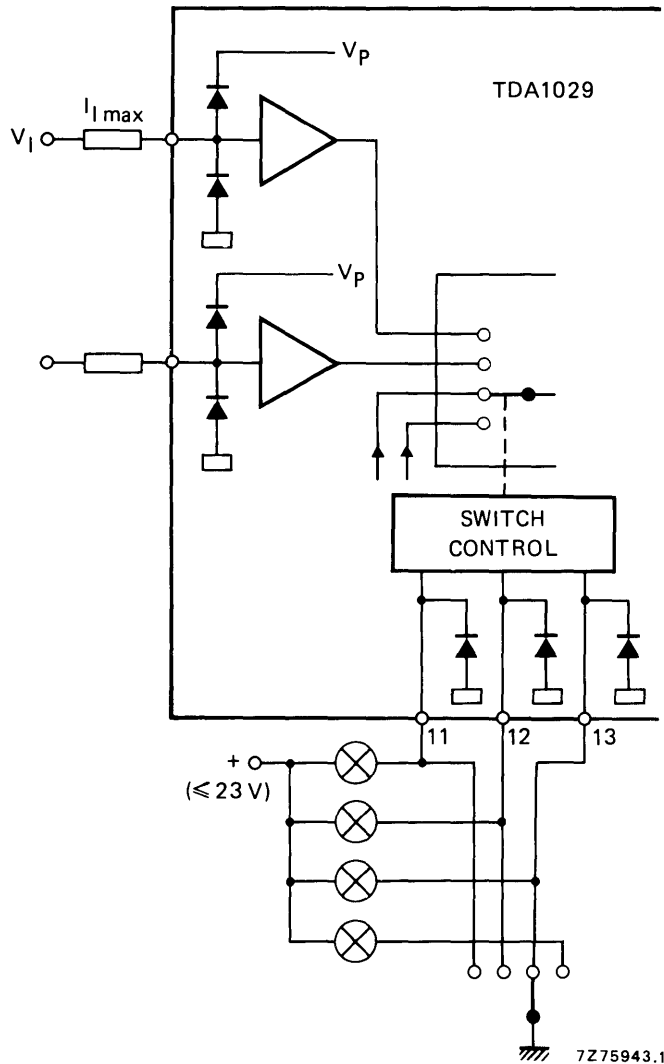 V_P
TDA1029
I_I max
V_I
V_P
SWITCH
CONTROL
11 12 13
+
(≤ 23 V)
7Z75943.1